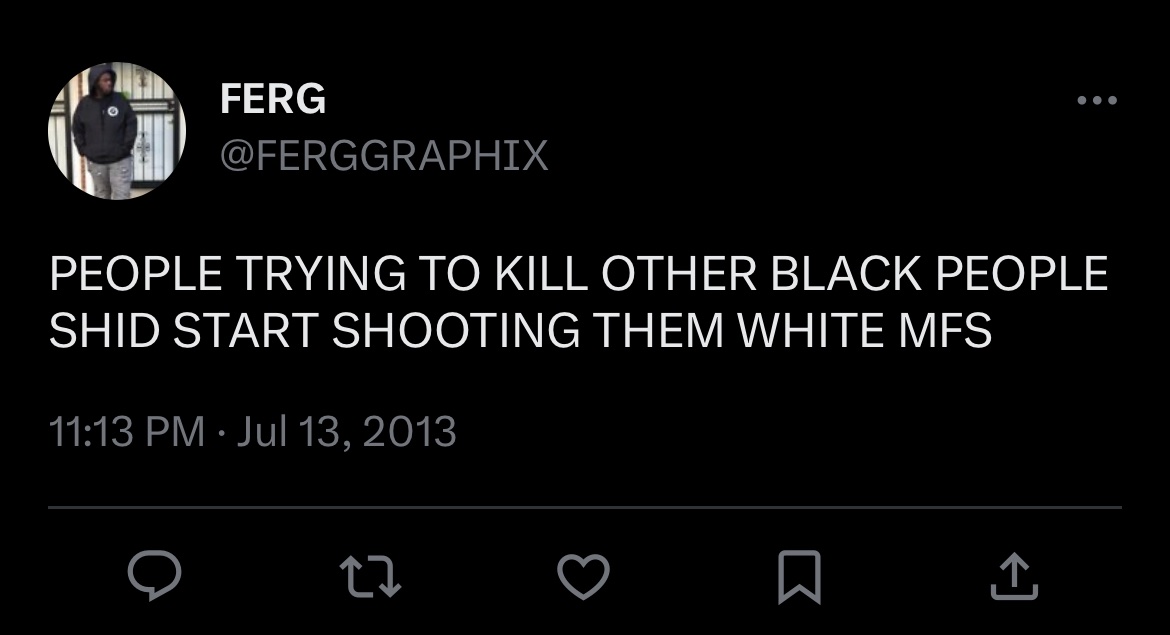 FERG
@FERGGRAPHIX
PEOPLE TRYING TO KILL OTHER BLACK PEOPLE
SHID START SHOOTING THEM WHITE MFS
11:13 PM · Jul 13, 2013